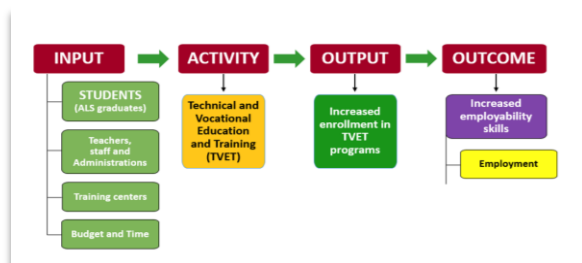 INPUT
ACTIVITY
OUTPUT
OUTCOME
STUDENTS
(ALS graduates)
Teachers,
staff and
Administrations
Training centers
Budget and Time
Technical and
Vocational
Education
and Training
(TVET)
Increased
enrollment in
TVET
programs
Increased
employability
skills
Employment